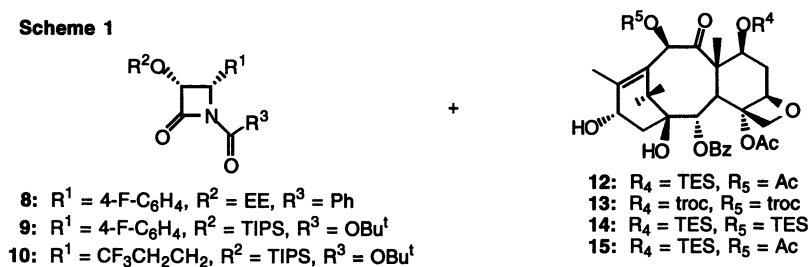 Scheme 1
R²O R¹
N R³
O
O
+
R⁵O O OR⁴
O
HO
HO OBz OAc
8: R¹ = 4-F-C6H4, R² = EE, R³ = Ph
9: R¹ = 4-F-C6H4, R² = TIPS, R³ = OBuᵗ
10: R¹ = CF3CH2CH2, R² = TIPS, R³ = OBuᵗ
12: R₄ = TES, R₅ = Ac
13: R₄ = troc, R₅ = troc
14: R₄ = TES, R₅ = TES
15: R₄ = TES, R₅ = Ac